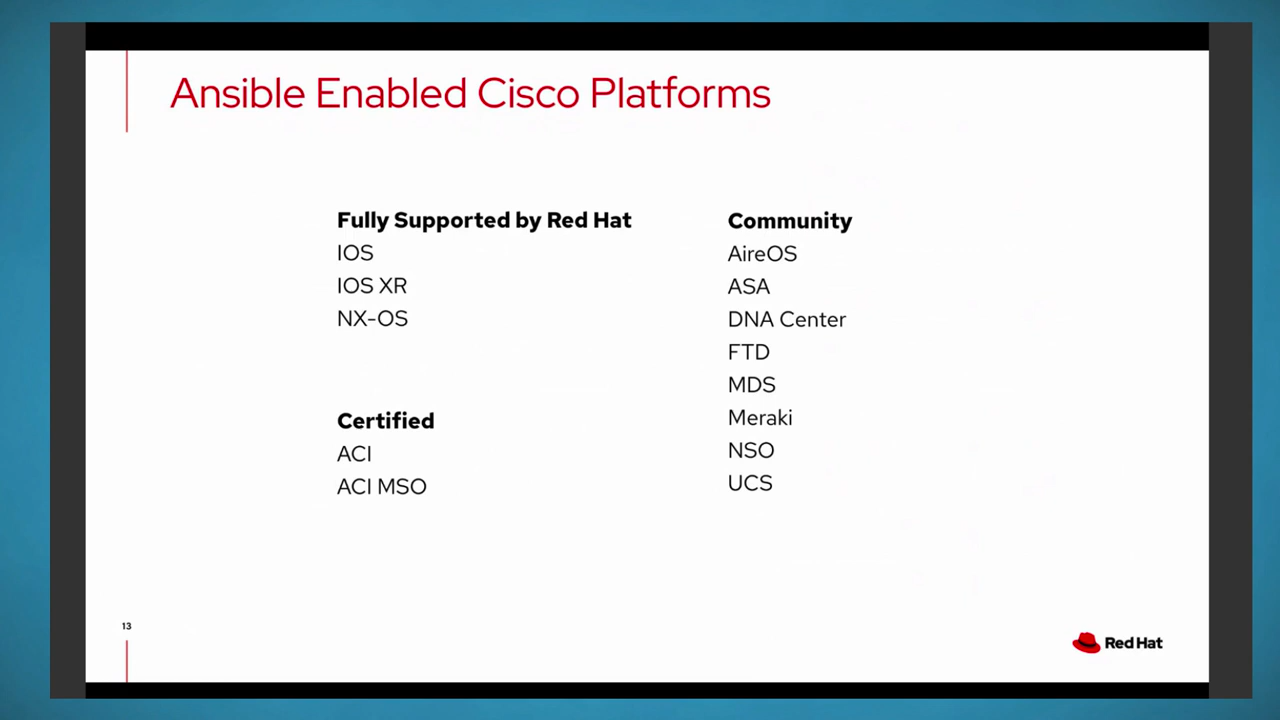 Ansible Enabled Cisco Platforms
Fully Supported by Red Hat
IOS
IOS XR
NX-OS
Certified
ACI
ACI MSO
Community
AireOS
ASA
DNA Center
FTD
MDS
Meraki
NSO
UCS
13
Red Hat